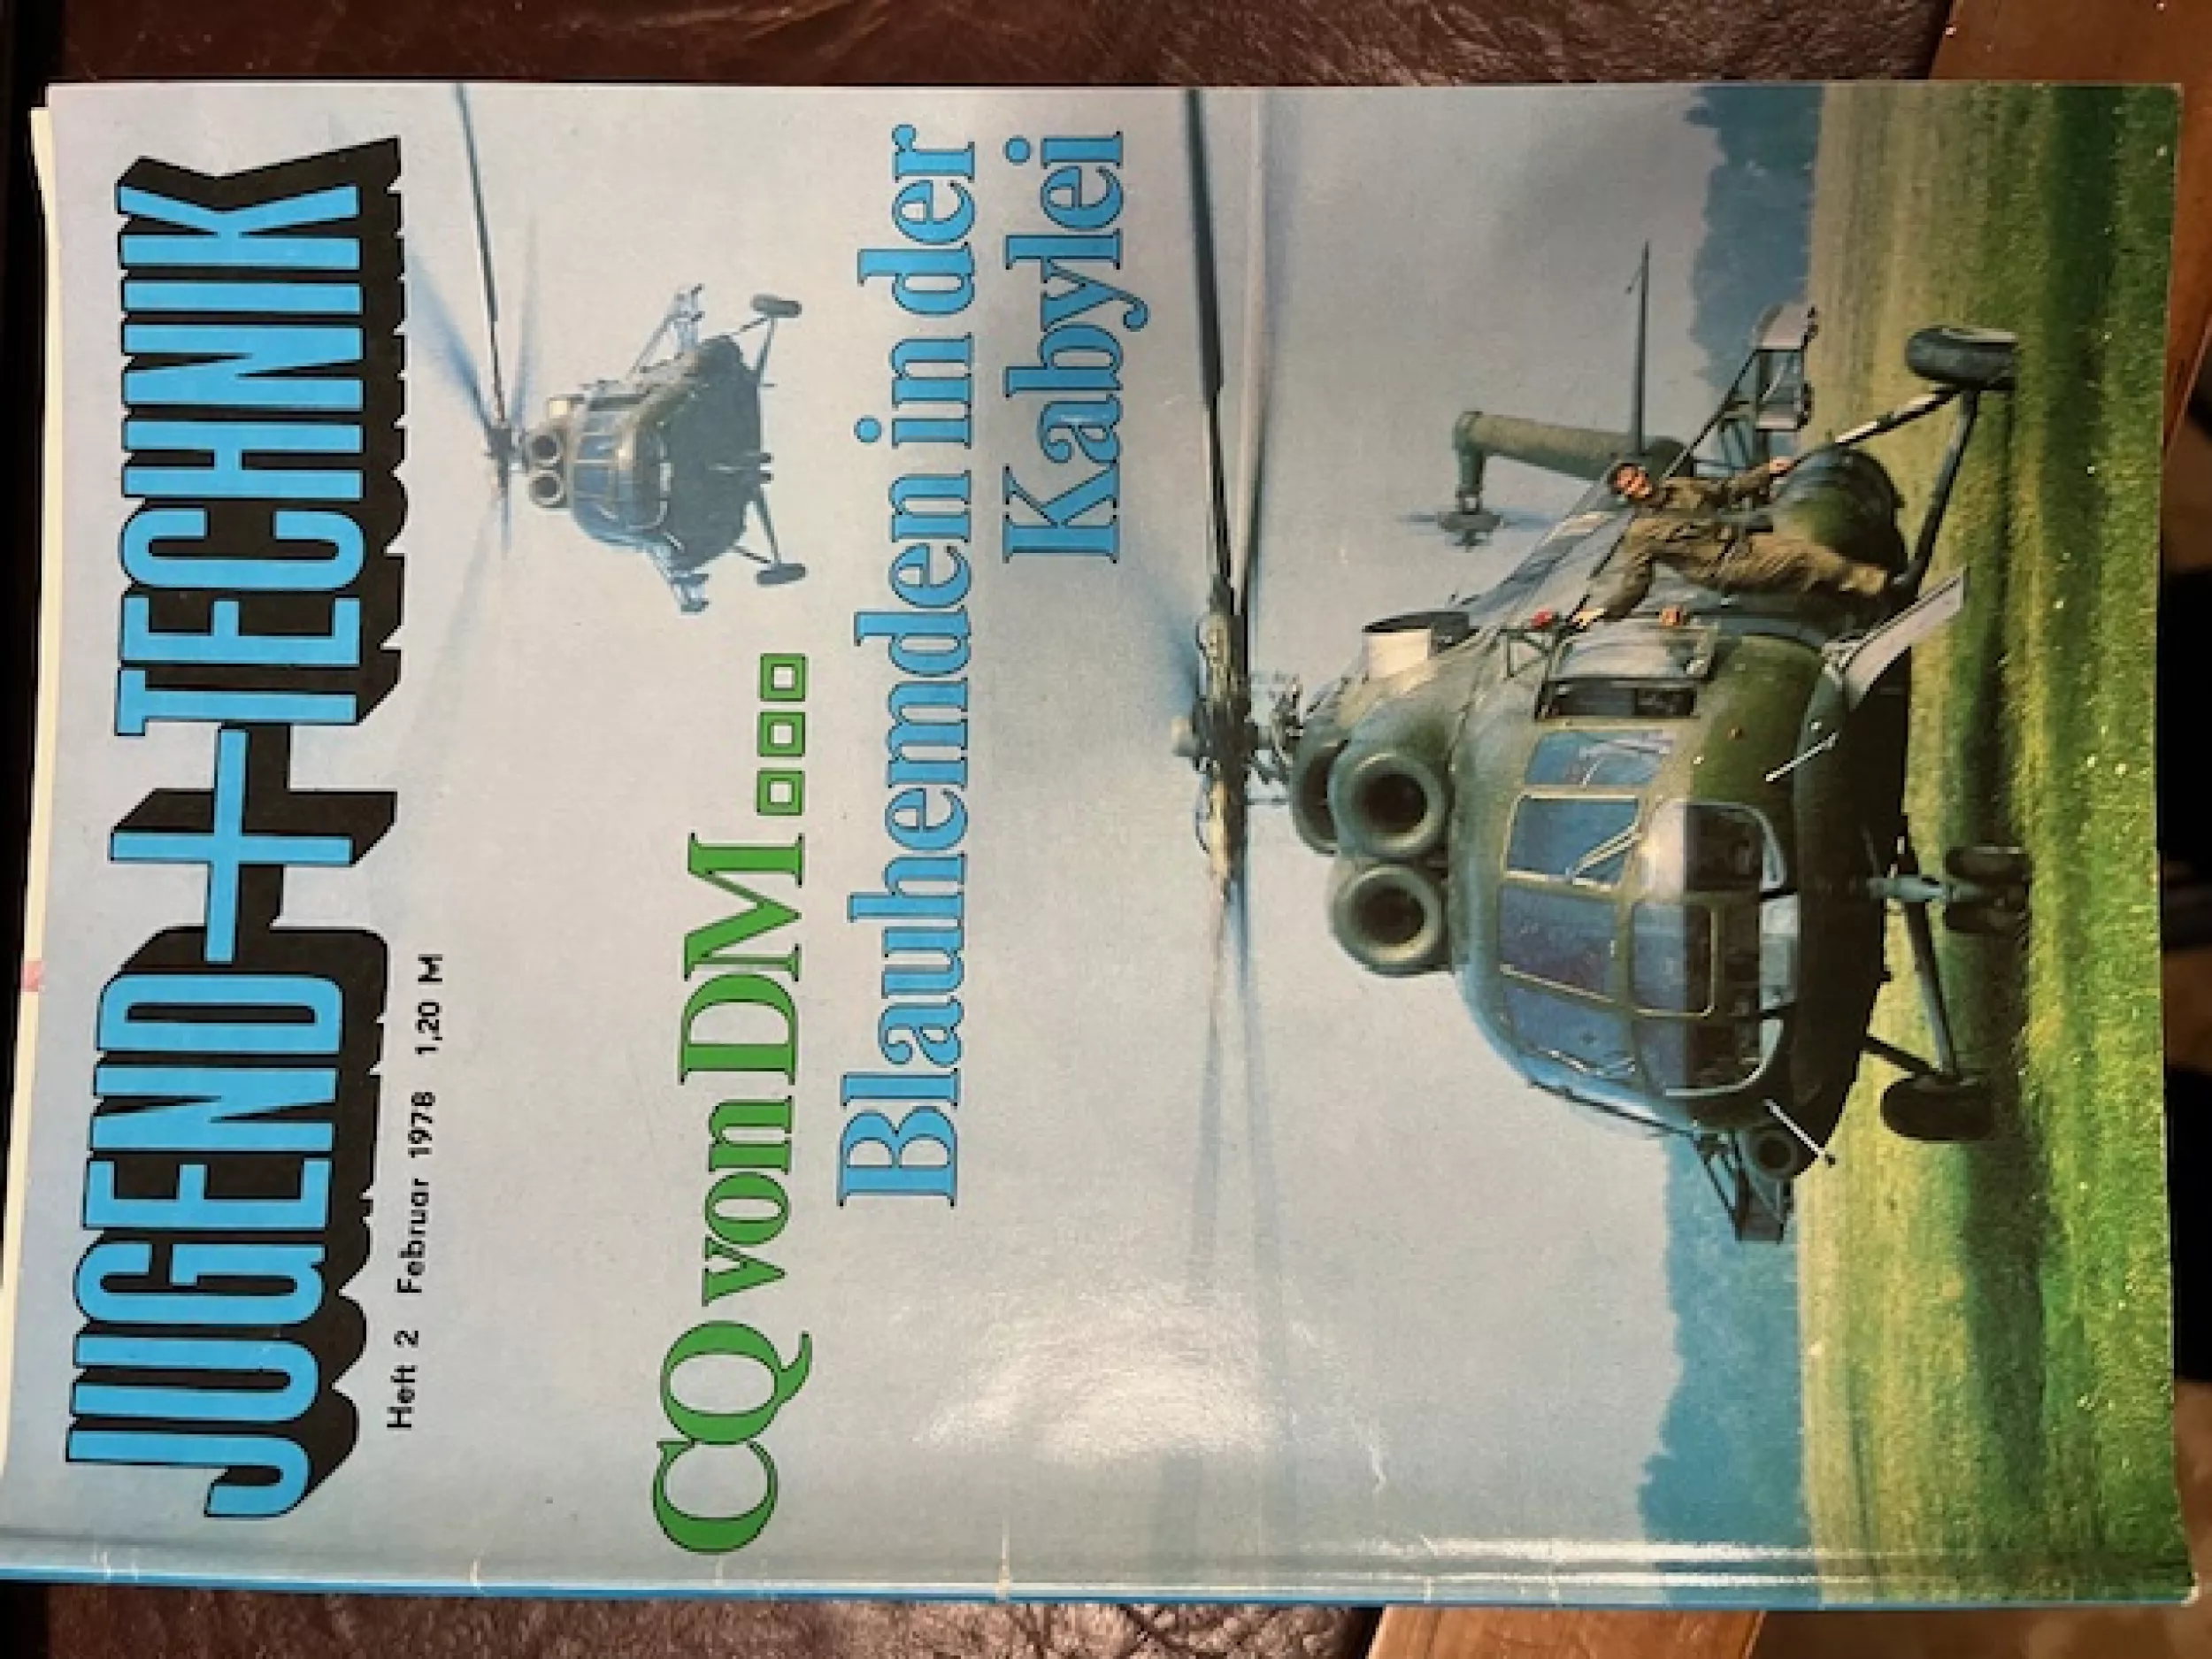 JUGEND+TECHNIK
Heft 2 Februar 1978 1,20 M
CQ von DM...
Blauhemden in der
Kabylei